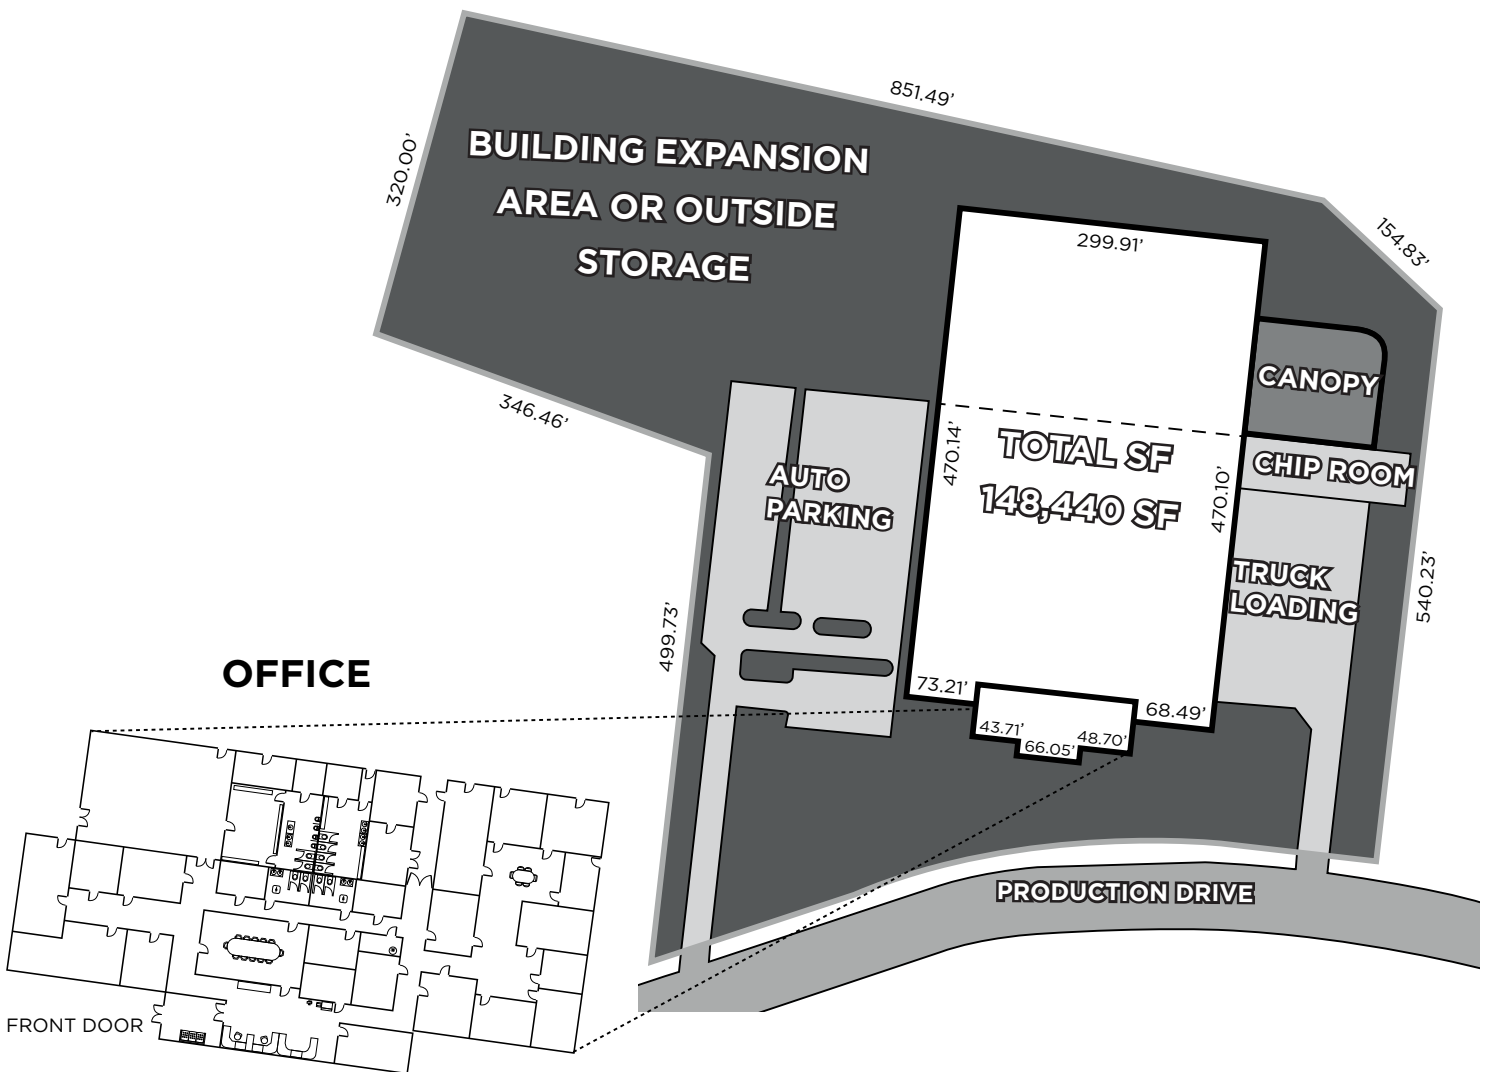 851.49’
BUILDING EXPANSION
AREA OR OUTSIDE
STORAGE
320.00’
154.83’
299.91’
CANOPY
346.46’
470.14’
TOTAL SF
148,440 SF
CHIP ROOM
470.10’
AUTO
PARKING
TRUCK
LOADING
540.23’
499.73’
OFFICE
73.21’
68.49’
43.71’
66.05’
48.70’
PRODUCTION DRIVE
FRONT DOOR